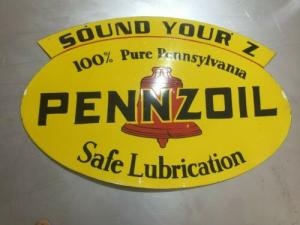 SOUND YOUR Z
100% Pure Pennsylvania
PENNZOIL
Safe Lubrication